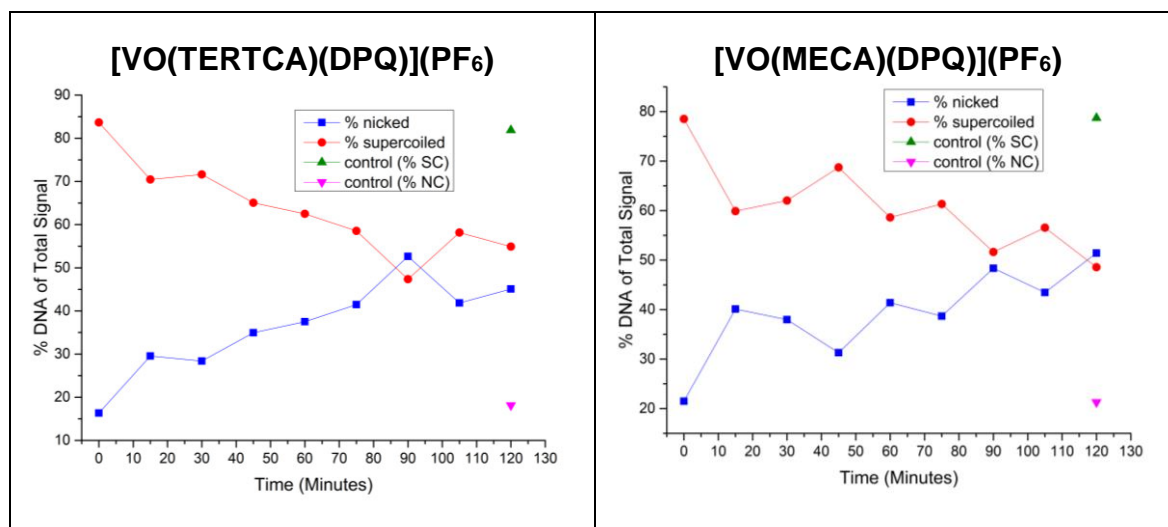 [VO(TERTCA)(DPQ)](PF₆)
90
80
70
60
50
40
30
20
10
% DNA of Total Signal
% nicked
% supercoiled
control (% SC)
control (% NC)
0 10 20 30 40 50 60 70 80 90 100 110 120 130
Time (Minutes)
[VO(MECA)(DPQ)](PF₆)
80
70
60
50
40
30
20
% DNA of Total Signal
% nicked
% supercoiled
control (% SC)
control (% NC)
0 10 20 30 40 50 60 70 80 90 100 110 120 130
Time (Minutes)